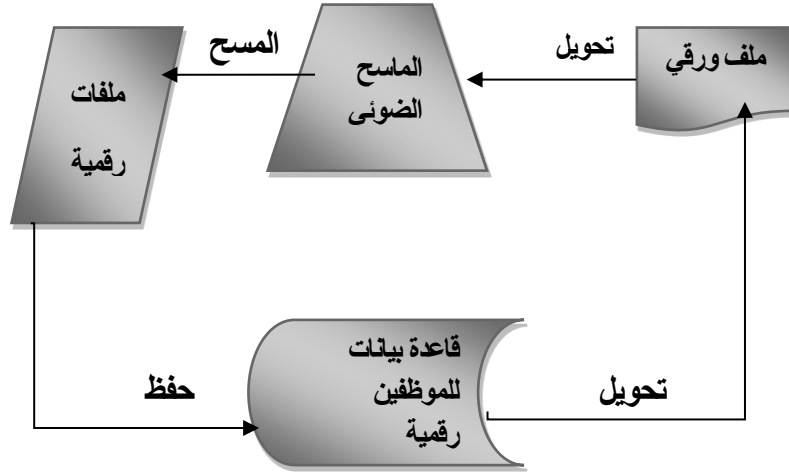 ملف ورقي
تحويل
الماسح
الضوئى
المسح
ملفات
رقمية
حفظ
قاعدة بيانات
للموظفين
رقمية
تحويل